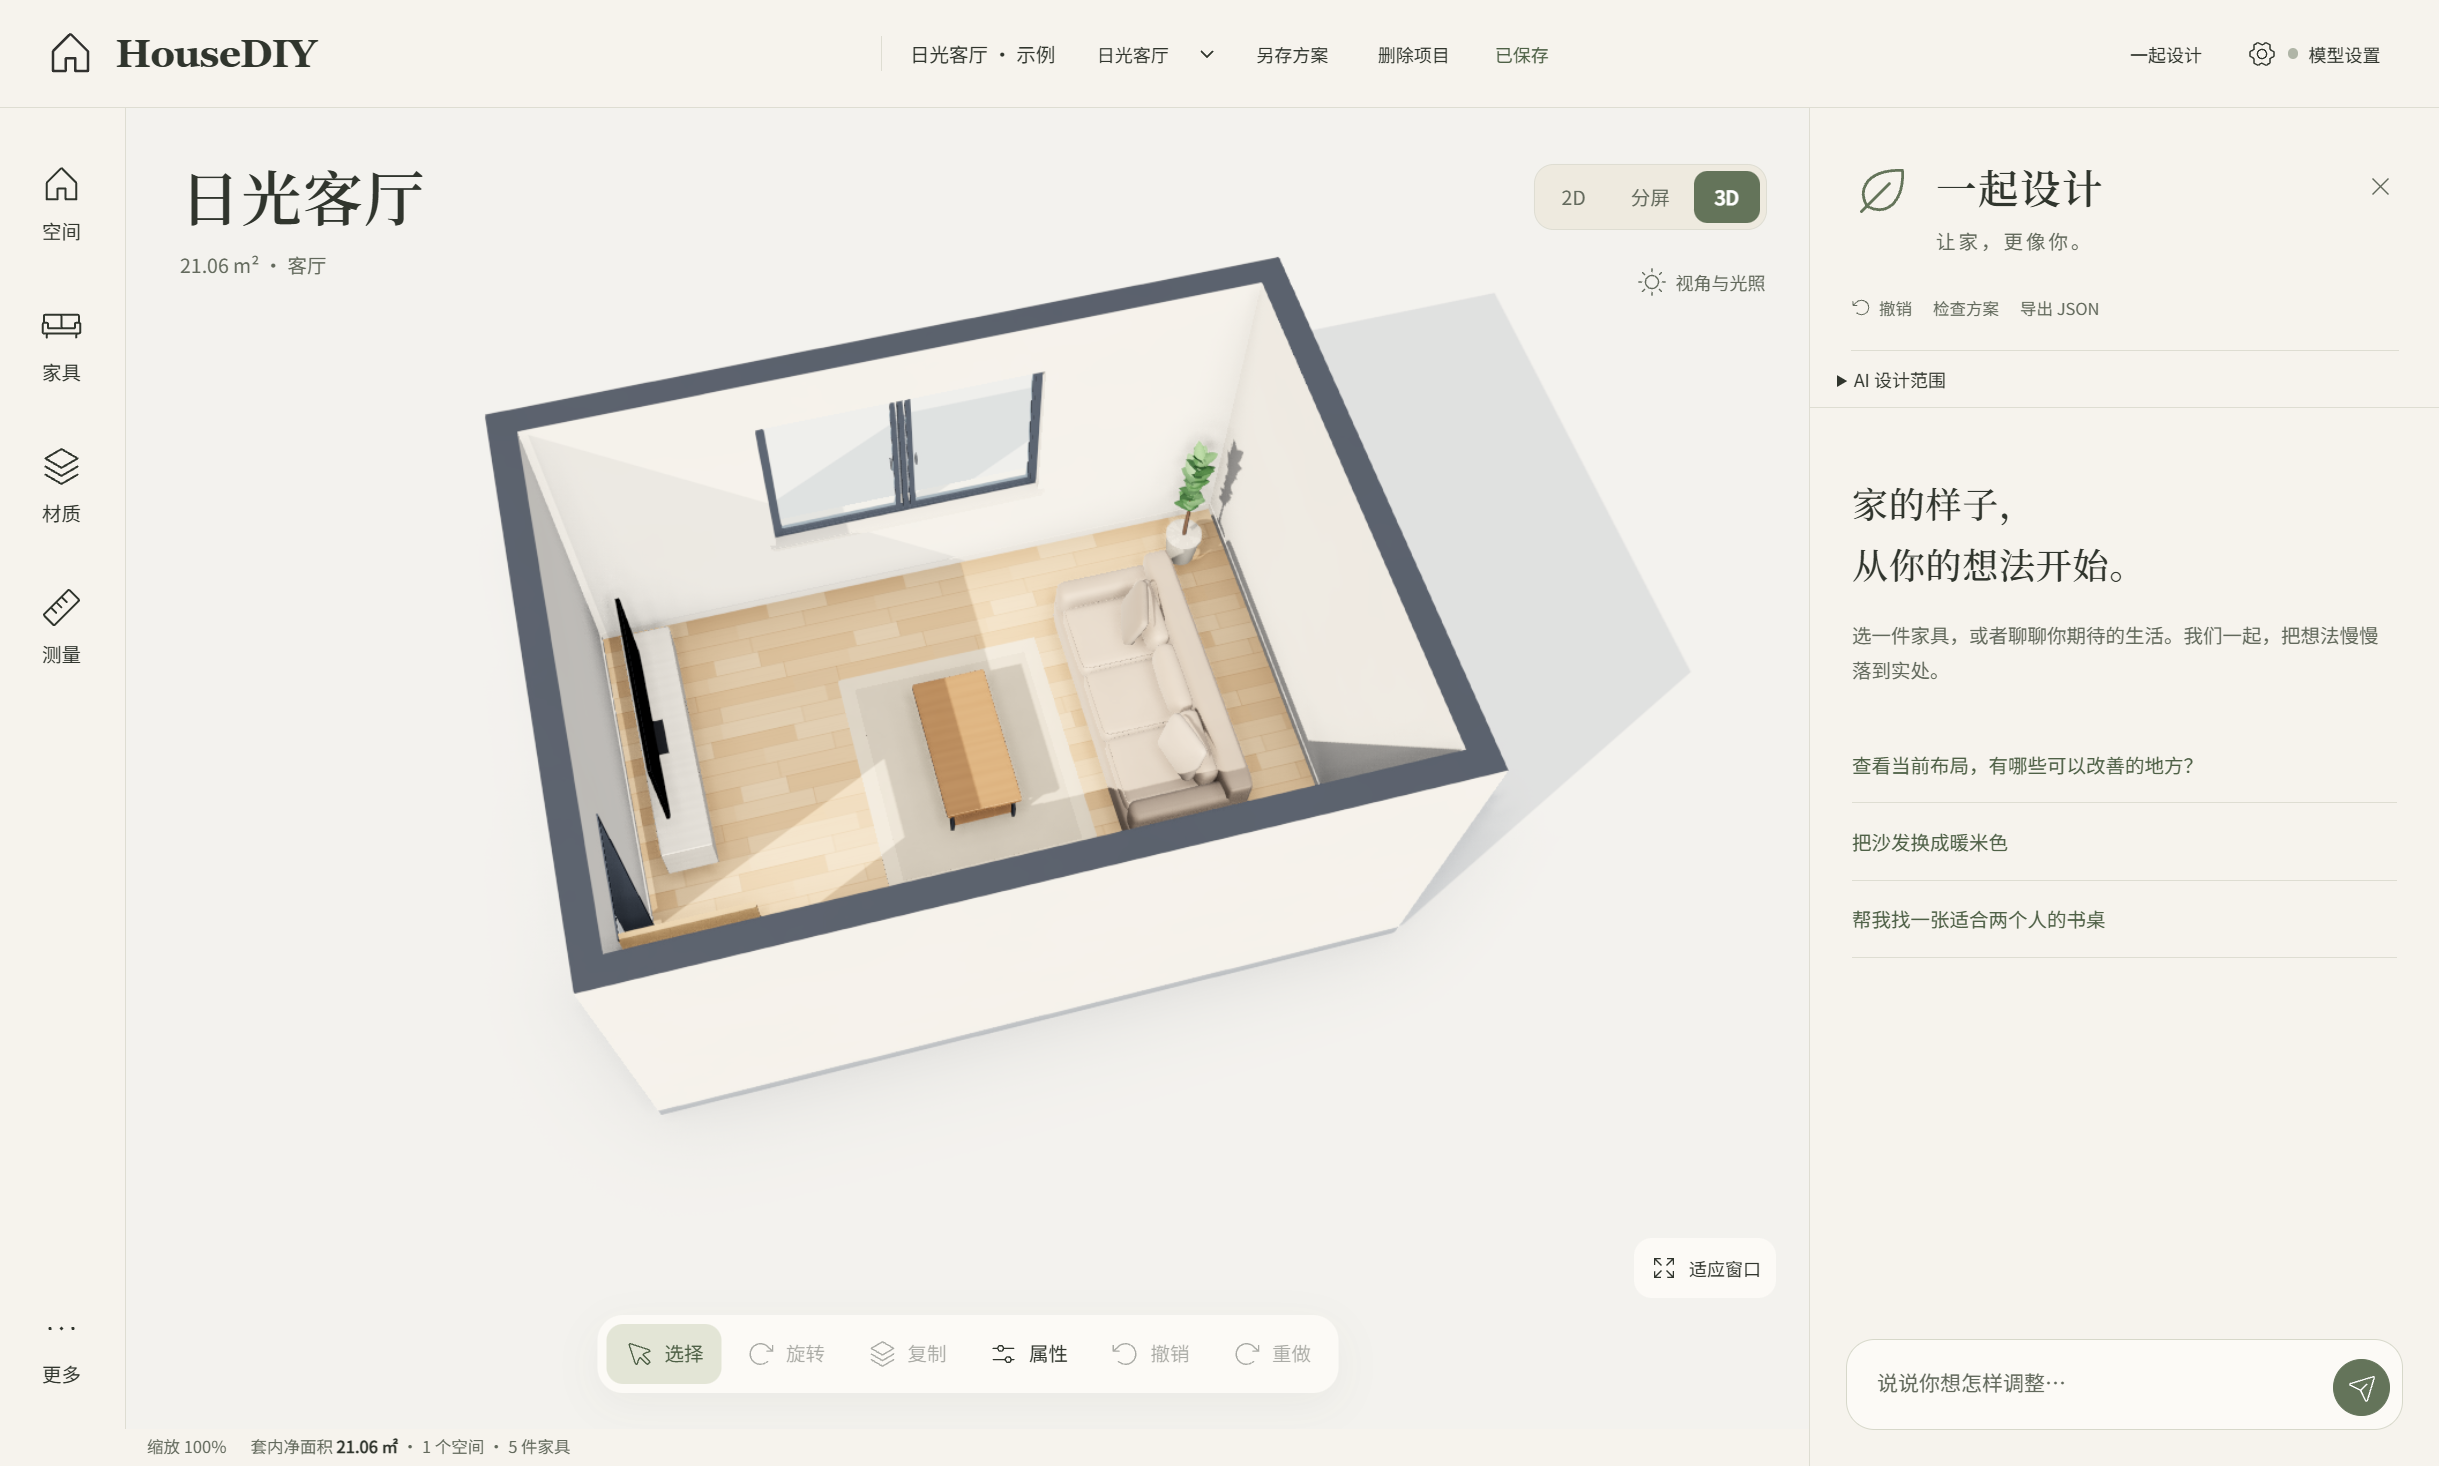 HouseDIY
日光客厅 · 示例
日光客厅
另存方案
删除项目
已保存
一起设计
模型设置
空间
家具
材质
测量
更多
日光客厅
21.06 m² · 客厅
2D
分屏
3D
视角与光照
适应窗口
选择
旋转
复制
属性
撤销
重做
缩放 100%
套内净面积 21.06 ㎡ · 1 个空间 · 5 件家具
一起设计
让家，更像你。
撤销
检查方案
导出 JSON
AI 设计范围
家的样子，
从你的想法开始。
选一件家具，或者聊聊你期待的生活。我们一起，把想法慢慢
落到实处。
查看当前布局，有哪些可以改善的地方？
把沙发换成暖米色
帮我找一张适合两个人的书桌
说说你想怎样调整…